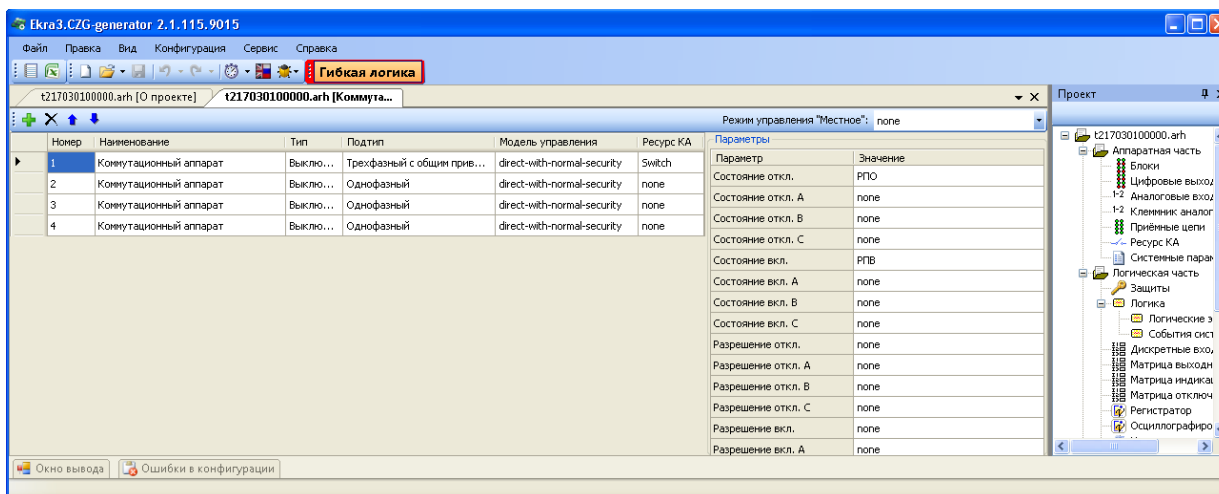 Ekra3.CZG-generator 2.1.115.9015
Файл Правка Вид Конфигурация Сервис Справка
Гибкая логика
t217030100000.arh [О проекте] t217030100000.arh [Коммута...
Режим управления "Местное": none
Номер Наименование Тип Подтип Модель управления Ресурс КА
1 Коммутационный аппарат Выклю... Трехфазный с общим прив... direct-with-normal-security Switch
2 Коммутационный аппарат Выклю... Однофазный direct-with-normal-security none
3 Коммутационный аппарат Выклю... Однофазный direct-with-normal-security none
4 Коммутационный аппарат Выклю... Однофазный direct-with-normal-security none
Параметры
Параметр Значение
Состояние откл. РПО
Состояние откл. A none
Состояние откл. B none
Состояние откл. C none
Состояние вкл. РПВ
Состояние вкл. A none
Состояние вкл. B none
Состояние вкл. C none
Разрешение откл. none
Разрешение откл. A none
Разрешение откл. B none
Разрешение откл. C none
Разрешение вкл. none
Разрешение вкл. A none
Проект
t217030100000.arh
Аппаратная часть
Блоки
Цифровые выход
1-2 Аналоговые вход
1-2 Клеммник аналог
Приёмные цепи
Ресурс КА
Системные парам
Логическая часть
Защиты
Логика
Логические э
События сист
Дискретные вход
Матрица выходн
Матрица индикац
Матрица отключ
Регистратор
Осциллографиро
Окно вывода Ошибки в конфигурации